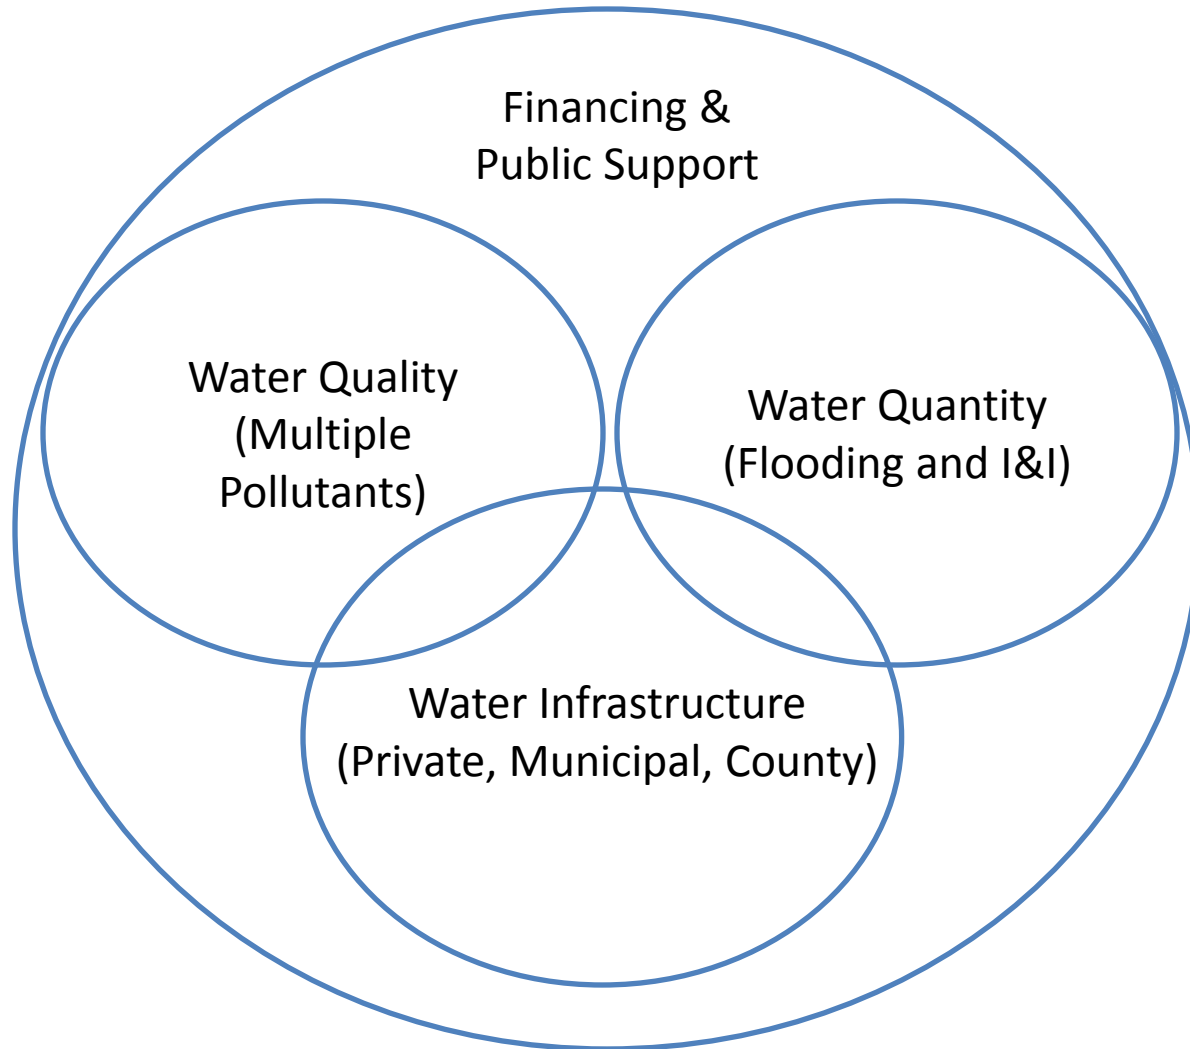 Financing &
Public Support
Water Quality
(Multiple
Pollutants)
Water Quantity
(Flooding and I&I)
Water Infrastructure
(Private, Municipal, County)